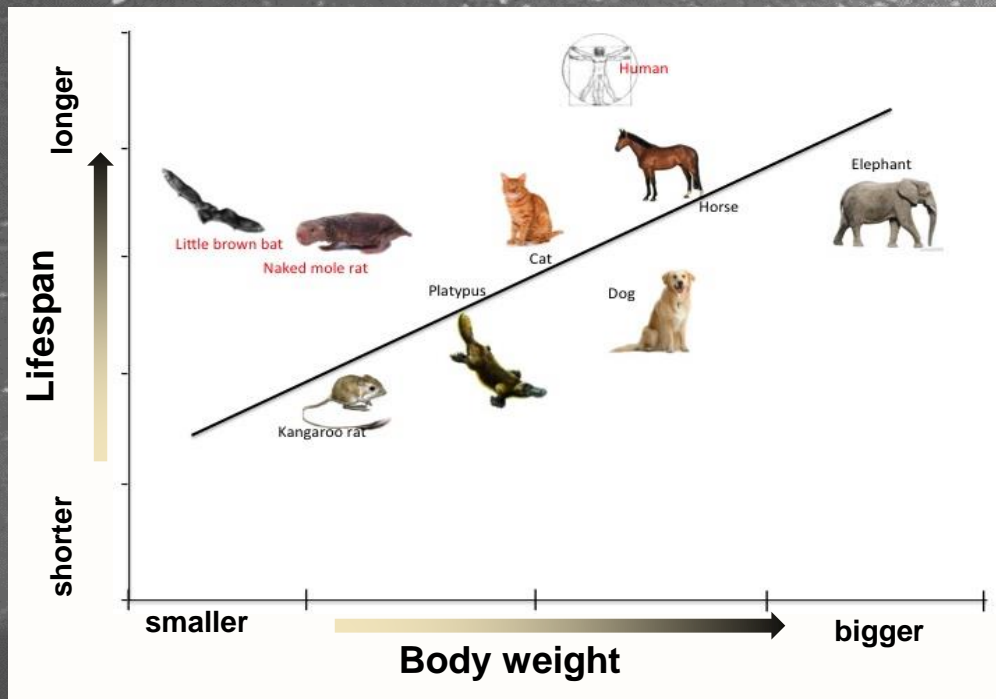 longer
Human
Elephant
Horse
Little brown bat
Naked mole rat
Cat
Platypus
Dog
Lifespan
Kangaroo rat
shorter
smaller
bigger
Body weight